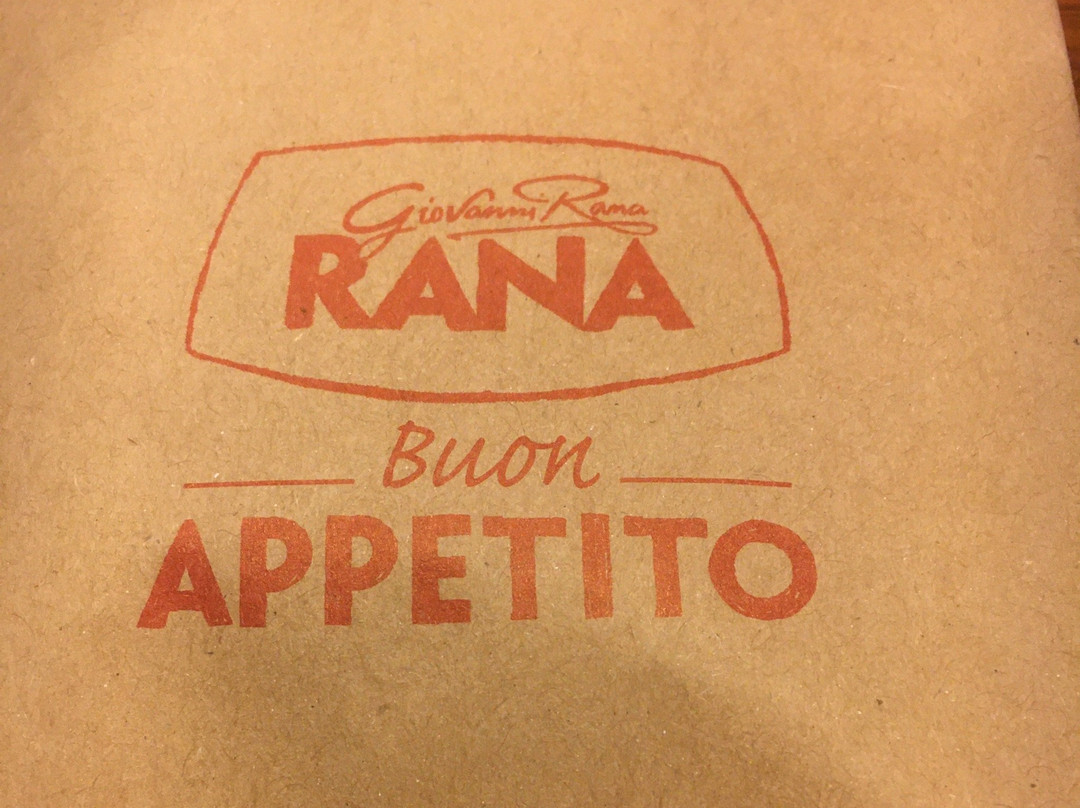 Giovanni Rana
RANA
Buon
APPETITO